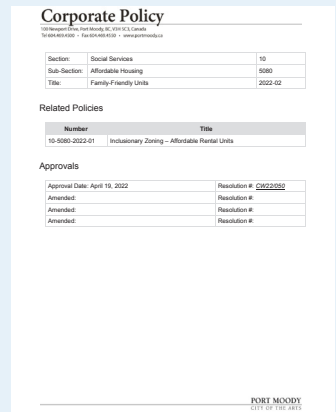 Corporate Policy
100 Newport Drive, Port Moody, BC, V3H 5C3, Canada
Tel 604.469.4500 • Fax 604.469.4550 • www.portmoody.ca
Section: Social Services 10
Sub-Section: Affordable Housing 5080
Title: Family-Friendly Units 2022-02
Related Policies
Number Title
10-5080-2022-01 Inclusionary Zoning – Affordable Rental Units
Approvals
Approval Date: April 19, 2022 Resolution #: CW22/050
Amended: Resolution #:
Amended: Resolution #:
Amended: Resolution #:
PORT MOODY
CITY OF THE ARTS